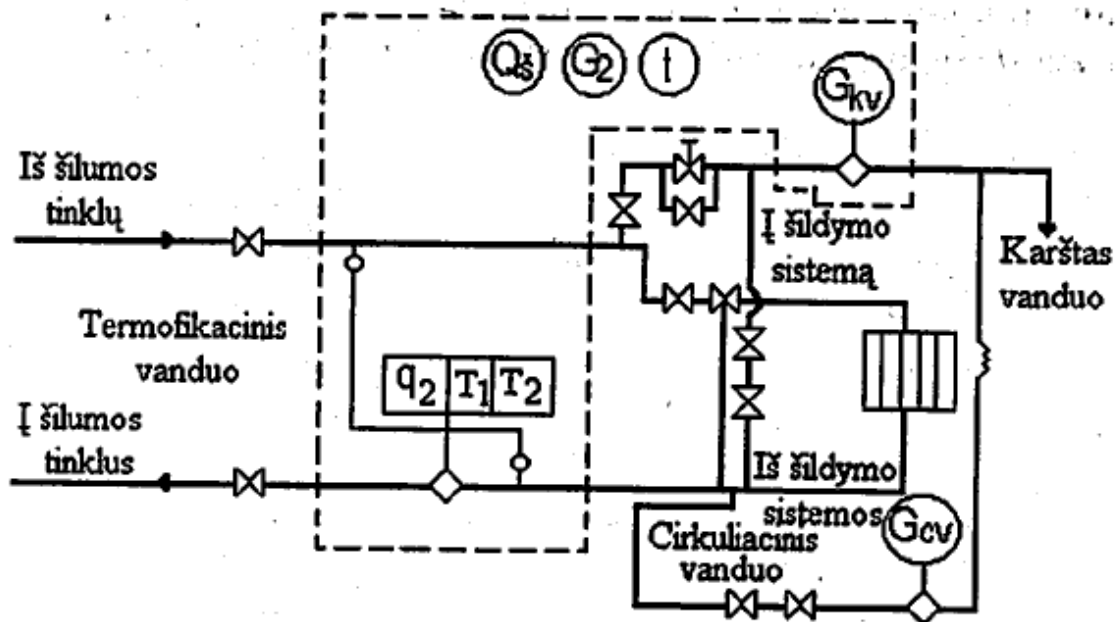 Qš G2 t
Gkv
Iš šilumos
tinklų
Į šildymo
sistemą
Karštas
vanduo
Termofikacinis
vanduo
q2 T1 T2
Į šilumos
tinklus
Iš šildymo
sistemos
Gcv
Cirkuliacinis
vanduo